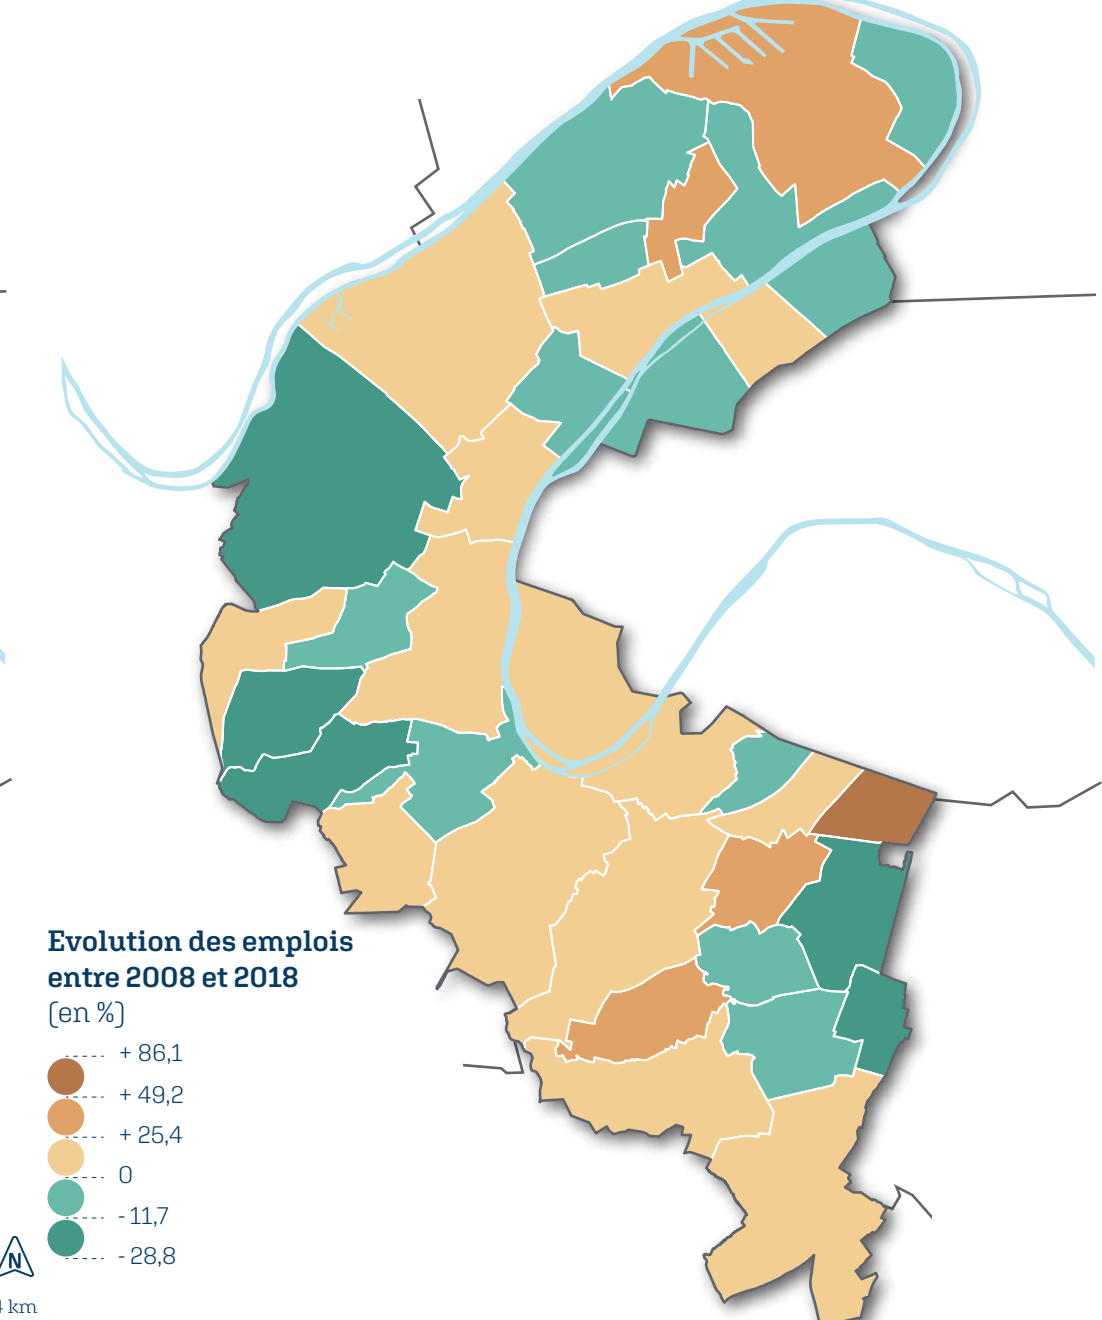 Evolution des emplois
entre 2008 et 2018
(en %)
+ 86,1
+ 49,2
+ 25,4
0
- 11,7
- 28,8
N
km